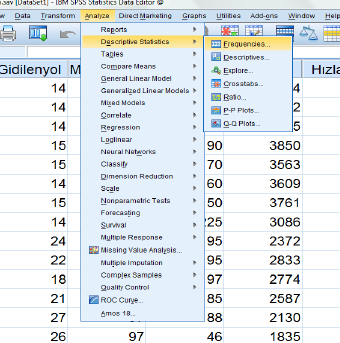 .sav [DataSet1] - IBM SPSS Statistics Data Editor @
Data Transform Analyze Direct Marketing Graphs Utilities Add-ons Window Help
Reports
Descriptive Statistics
Tables
Compare Means
General Linear Model
Generalized Linear Models
Mixed Models
Correlate
Regression
Loglinear
Neural Networks
Classify
Dimension Reduction
Scale
Nonparametric Tests
Forecasting
Survival
Multiple Response
Missing Value Analysis...
Multiple Imputation
Complex Samples
Quality Control
ROC Curve...
Amos 18...
Frequencies...
Descriptives...
Explore...
Crosstabs...
Ratio...
P-P Plots...
Q-Q Plots...
Gidilenyol M Hızla
14 4
14
14
15 90 3850
15 70 3563
14 60 3609
15 50 3761
14 25 3086
24 95 2372
22 95 2833
18 97 2774
21 85 2587
27 88 2130
26 97 46 1835